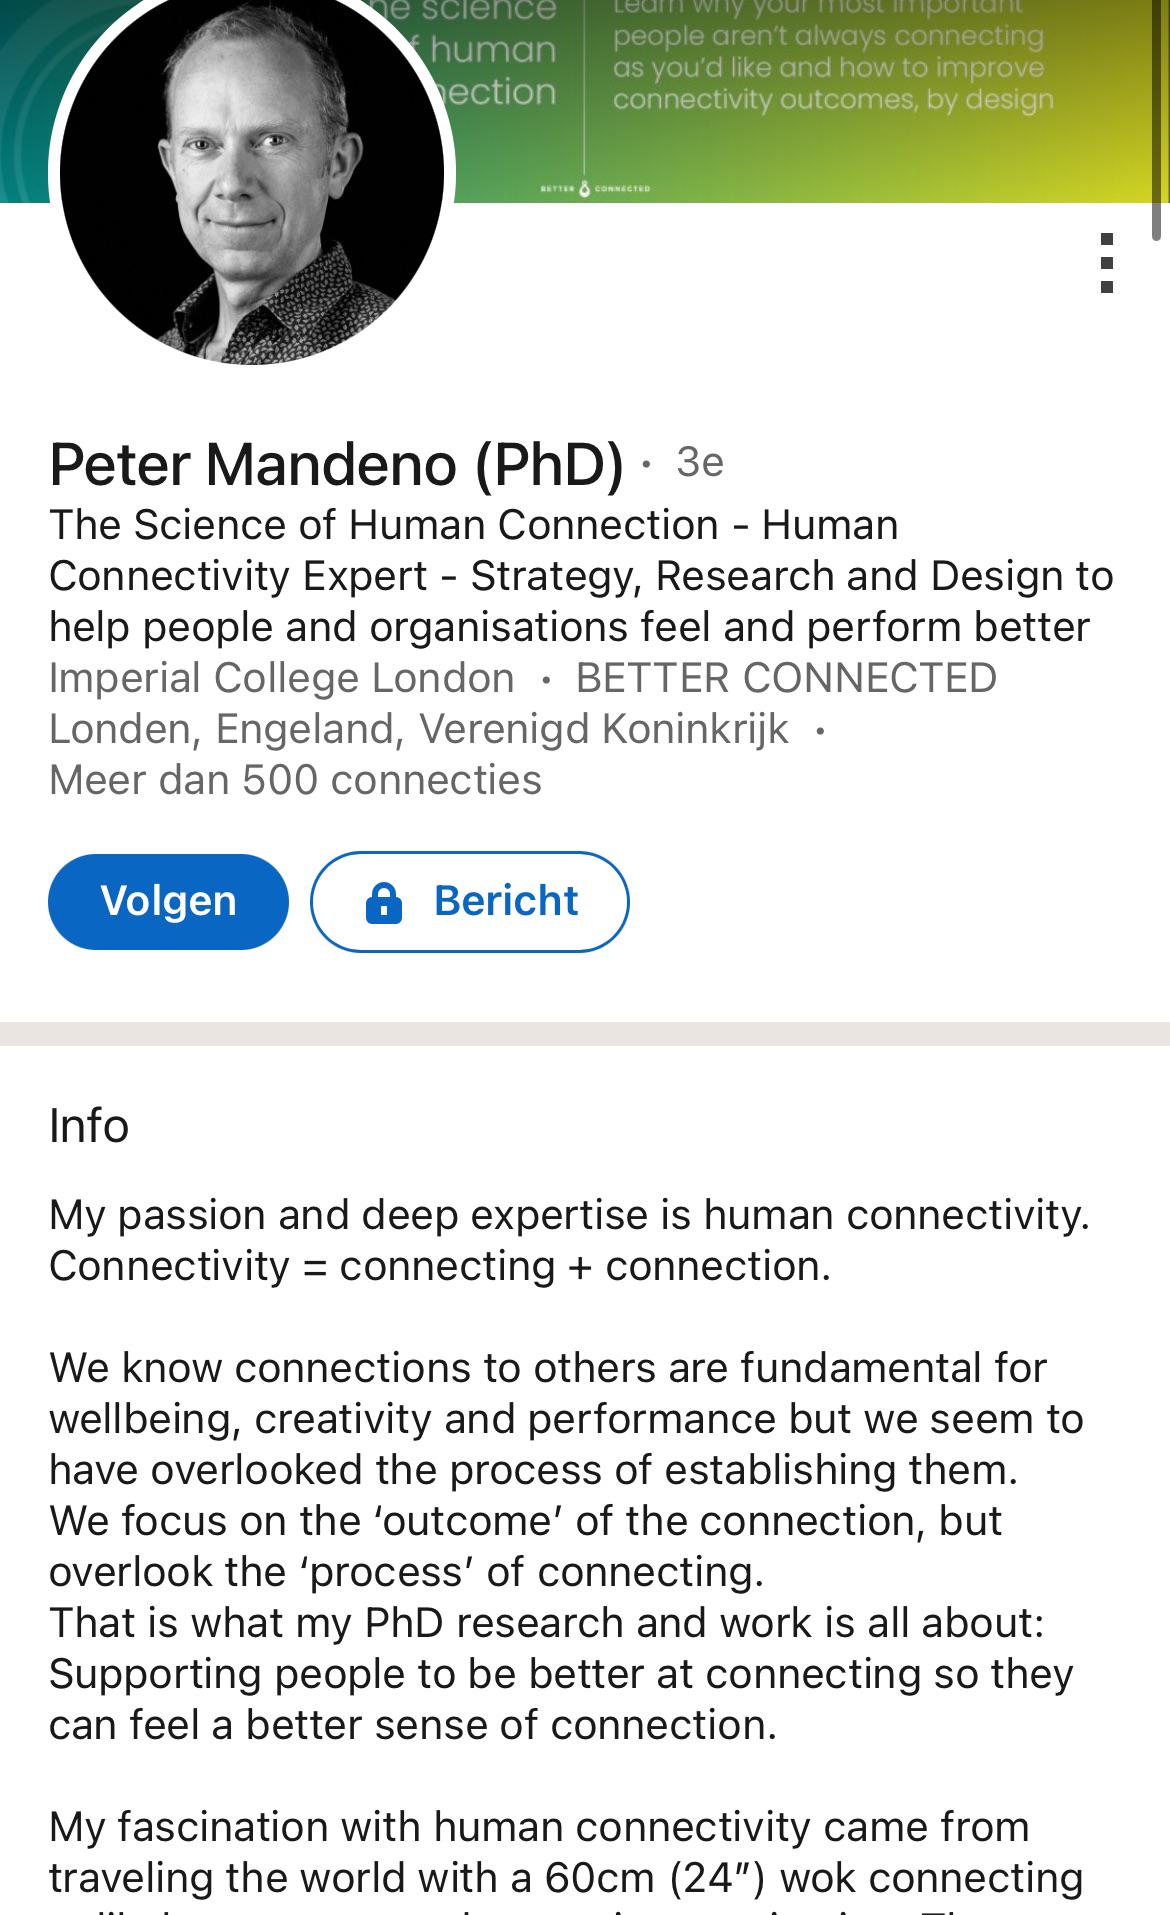 science
human
Learn why your most important
people aren't always connecting
as you'd like and how to improve
connectivity outcomes, by design
BETTER CONNECTED
Peter Mandeno (PhD) · 3e
The Science of Human Connection - Human
Connectivity Expert - Strategy, Research and Design to
help people and organisations feel and perform better
Imperial College London · BETTER CONNECTED
Londen, Engeland, Verenigd Koninkrijk ·
Meer dan 500 connecties
Volgen
Bericht
Info
My passion and deep expertise is human connectivity.
Connectivity = connecting + connection.
We know connections to others are fundamental for
wellbeing, creativity and performance but we seem to
have overlooked the process of establishing them.
We focus on the ‘outcome’ of the connection, but
overlook the ‘process’ of connecting.
That is what my PhD research and work is all about:
Supporting people to be better at connecting so they
can feel a better sense of connection.
My fascination with human connectivity came from
traveling the world with a 60cm (24”) wok connecting